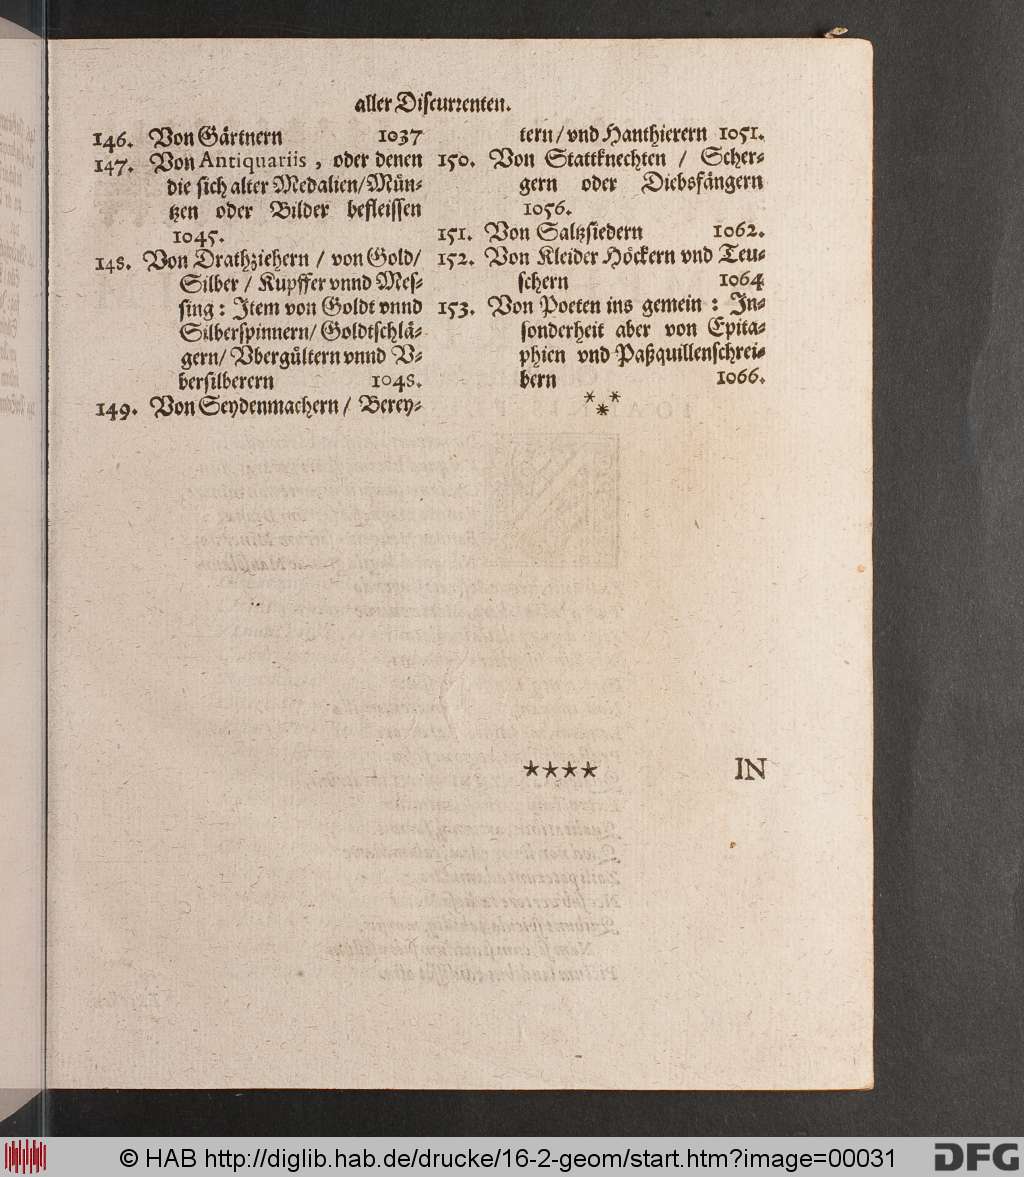 aller Discurrenten.
146. Von Gärtnern 1037
147. Von Antiquariis, oder denen
die sich alter Medalien/Mün-
tzen oder Bilder befleissen
1045.
148. Von Drathziehern / von Gold/
Silber / Kupffer vnnd Mes-
sing : Item von Goldt vnnd
Silberspinnern/ Goldtschlä-
gern/ Vbergültern vnnd V-
bersilberern 1048.
149. Von Seydenmachern / Berey-
tern/ vnd Hanthierern 1051.
150. Von Stattknechten / Scher-
gern oder Diebsfängern
1056.
151. Von Saltzsiedern 1062.
152. Von Kleider Höckern vnd Teu-
schern 1064
153. Von Poeten ins gemein : In-
sonderheit aber von Epita-
phien vnd Paßquillenschrei-
bern 1066.
***
**** IN
© HAB http://diglib.hab.de/drucke/16-2-geom/start.htm?image=00031
DFG